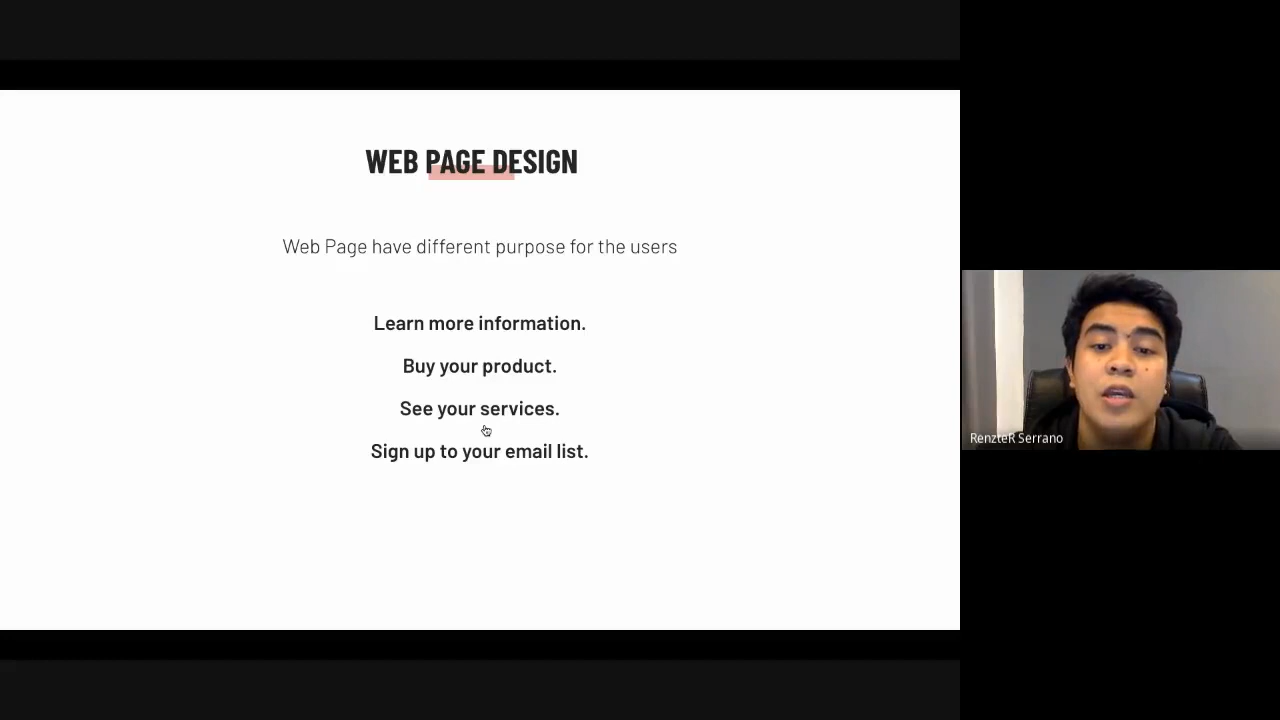 WEB PAGE DESIGN
Web Page have different purpose for the users
Learn more information.
Buy your product.
See your services.
Sign up to your email list.
RenzteR Serrano